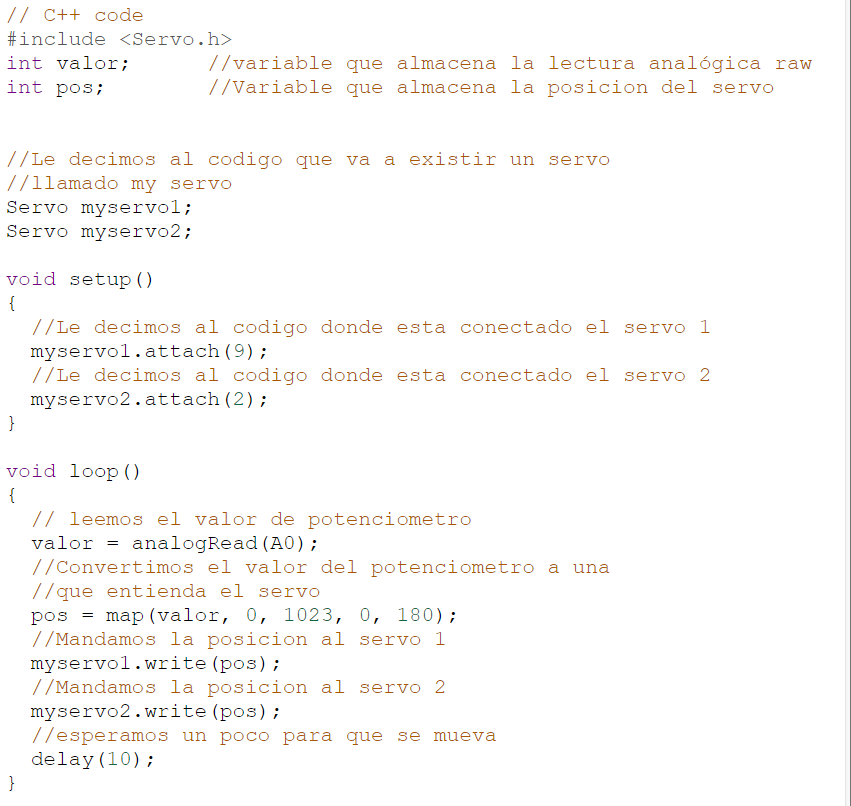 // C++ code
#include <Servo.h>
int valor;      //variable que almacena la lectura analógica raw
int pos;        //Variable que almacena la posicion del servo
//Le decimos al codigo que va a existir un servo
//llamado my servo
Servo myservo1;
Servo myservo2;
void setup()
{
  //Le decimos al codigo donde esta conectado el servo 1
  myservo1.attach(9);
  //Le decimos al codigo donde esta conectado el servo 2
  myservo2.attach(2);
}
void loop()
{
  // leemos el valor de potenciometro
  valor = analogRead(A0);
  //Convertimos el valor del potenciometro a una
  //que entienda el servo
  pos = map(valor, 0, 1023, 0, 180);
  //Mandamos la posicion al servo 1
  myservo1.write(pos);
  //Mandamos la posicion al servo 2
  myservo2.write(pos);
  //esperamos un poco para que se mueva
  delay(10);
}